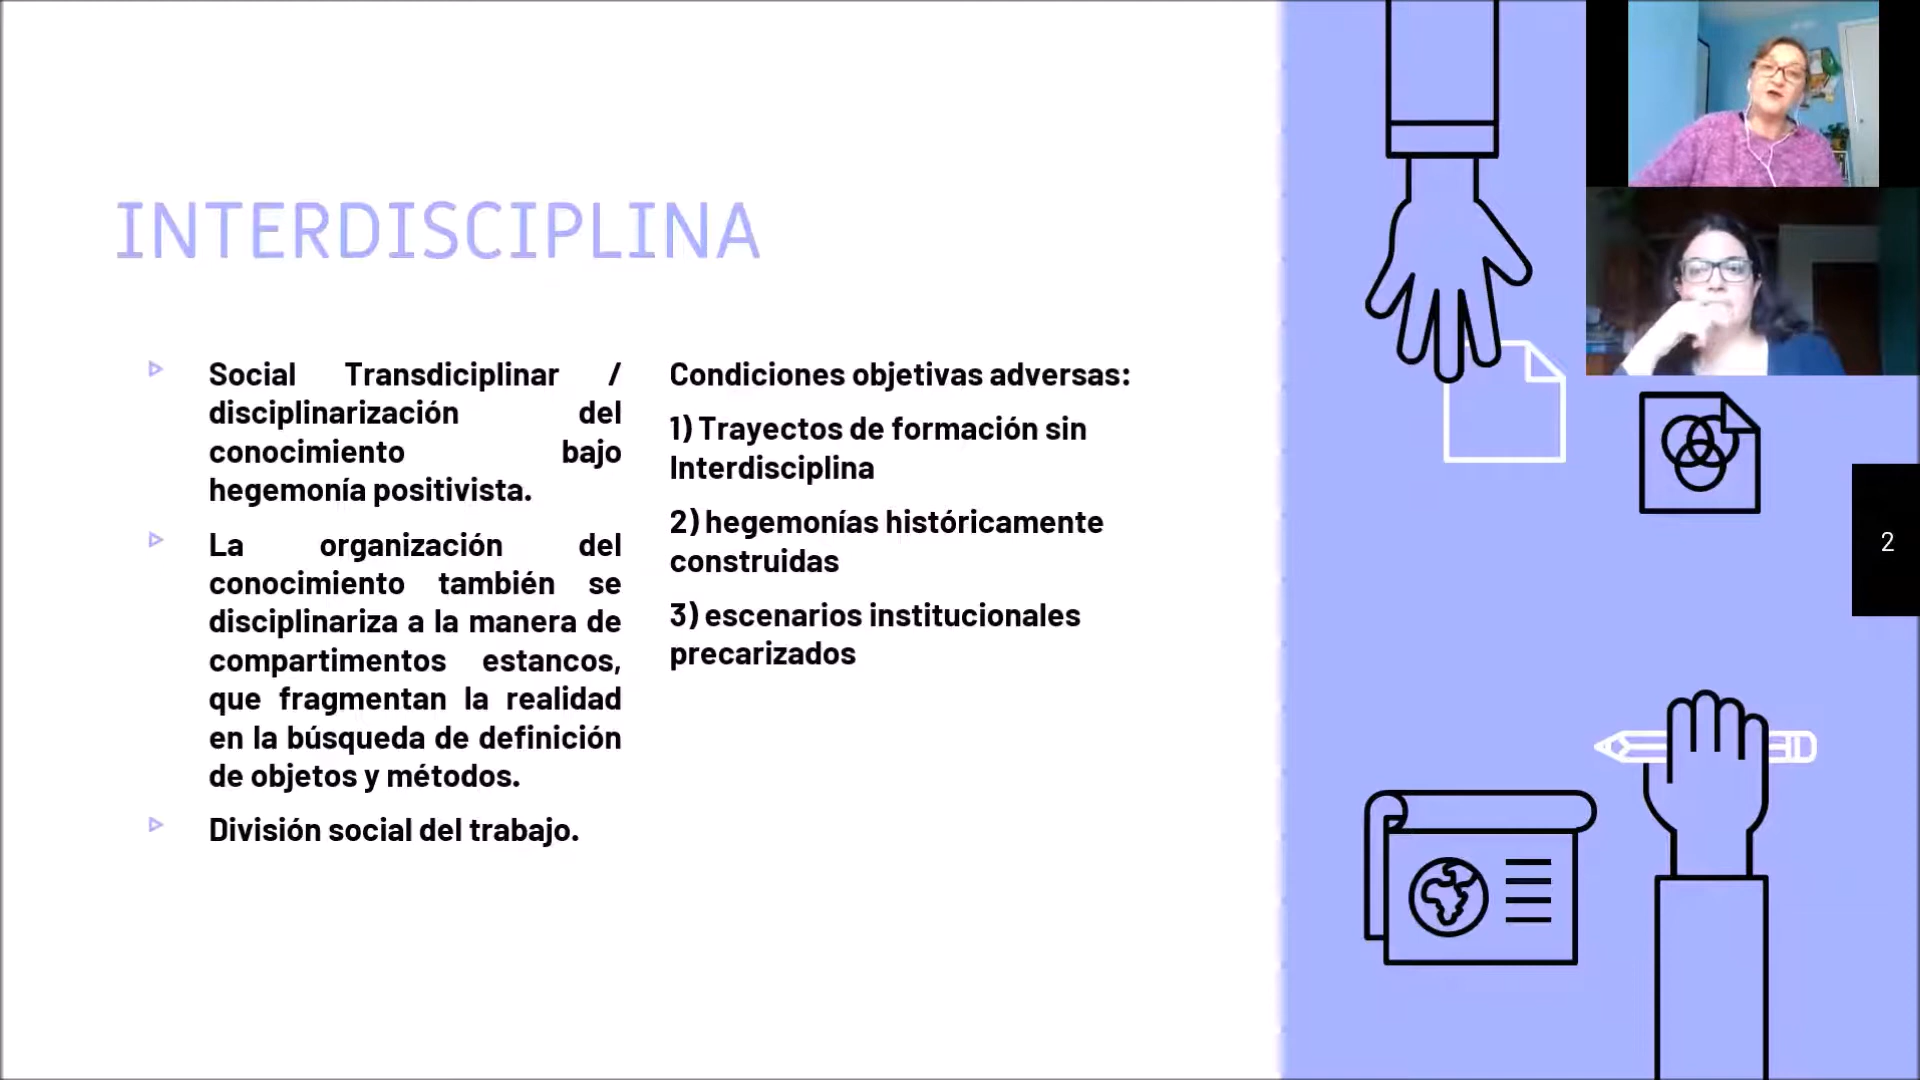 INTERDISCIPLINA
Social Transdiciplinar /
disciplinarización del
conocimiento bajo
hegemonía positivista.
La organización del
conocimiento también se
disciplinariza a la manera de
compartimentos estancos,
que fragmentan la realidad
en la búsqueda de definición
de objetos y métodos.
División social del trabajo.
Condiciones objetivas adversas:
1) Trayectos de formación sin
Interdisciplina
2) hegemonías históricamente
construidas
3) escenarios institucionales
precarizados
2